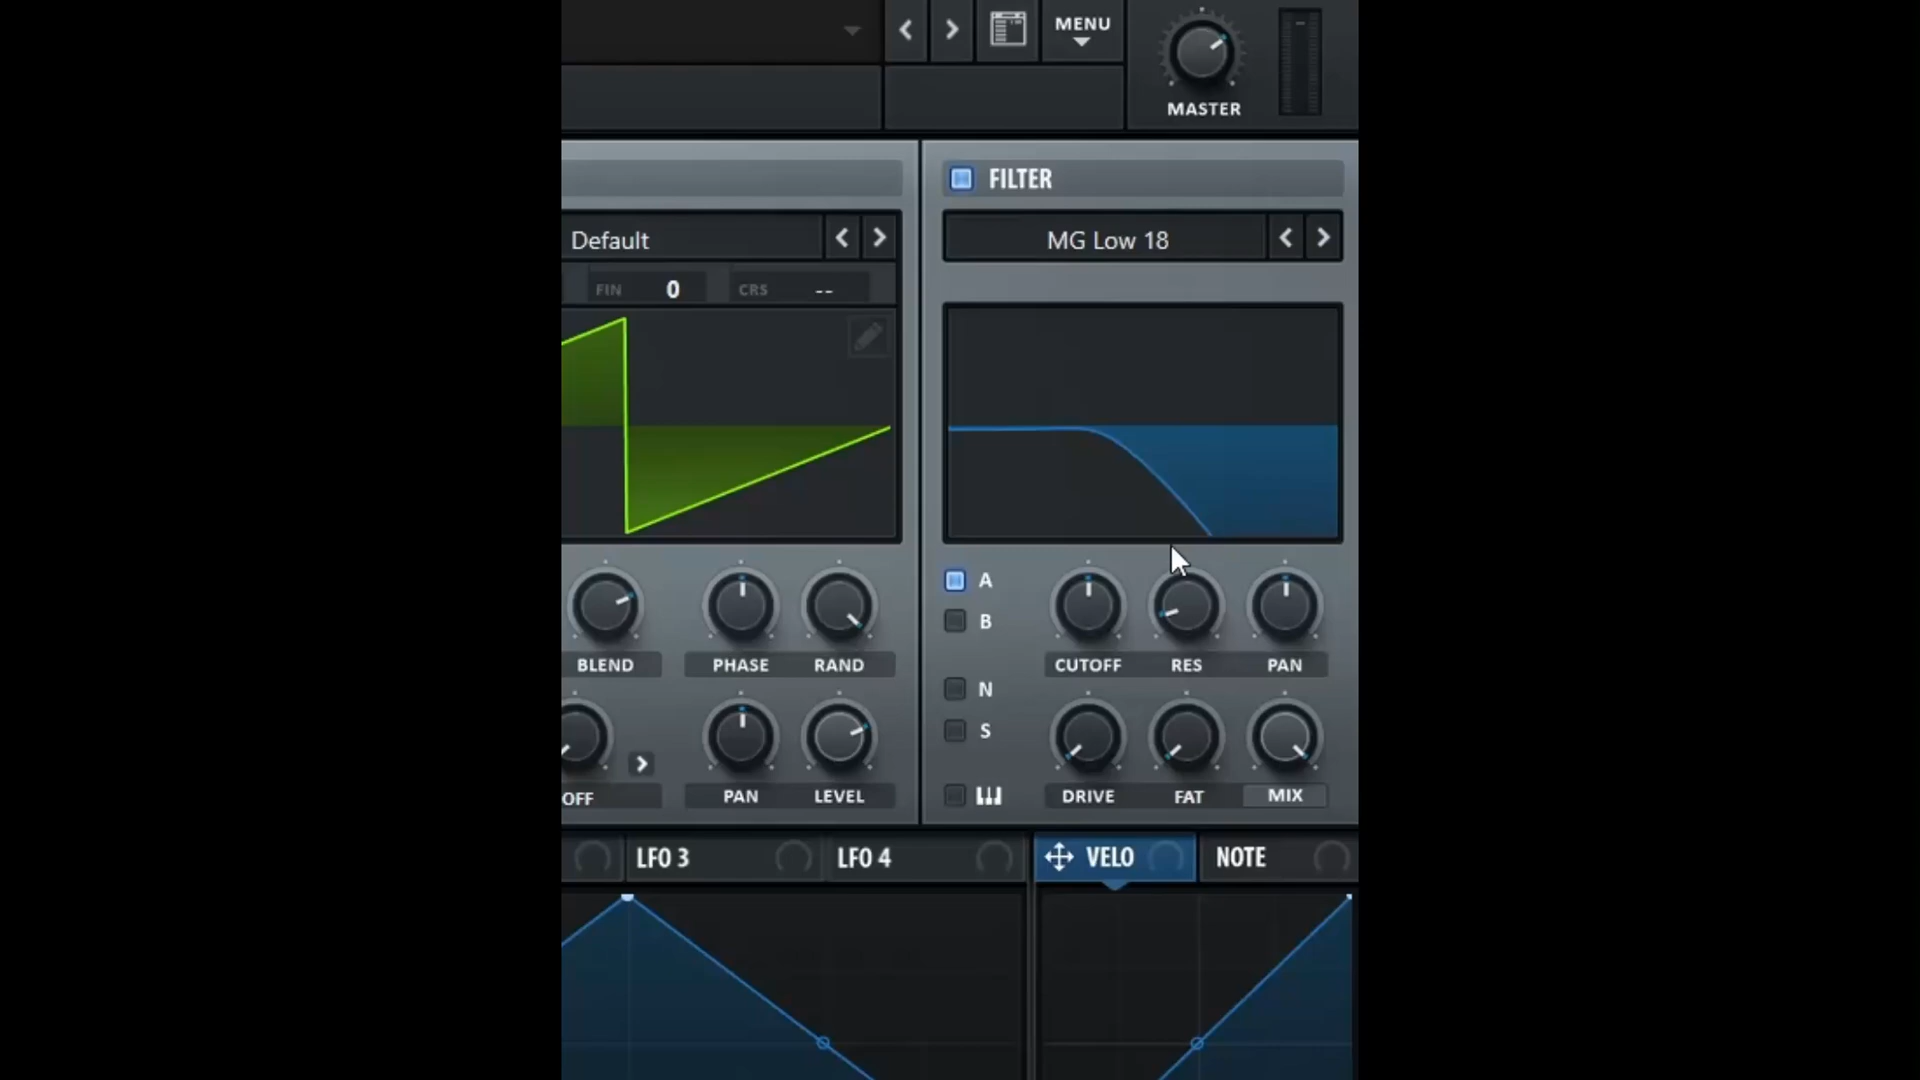 MENU
MASTER
FILTER
Default
MG Low 18
FIN 0 CRS --
A
B
BLEND PHASE RAND
CUTOFF RES PAN
N
S
OFF PAN LEVEL
DRIVE FAT MIX
LFO 3 LFO 4 VELO NOTE